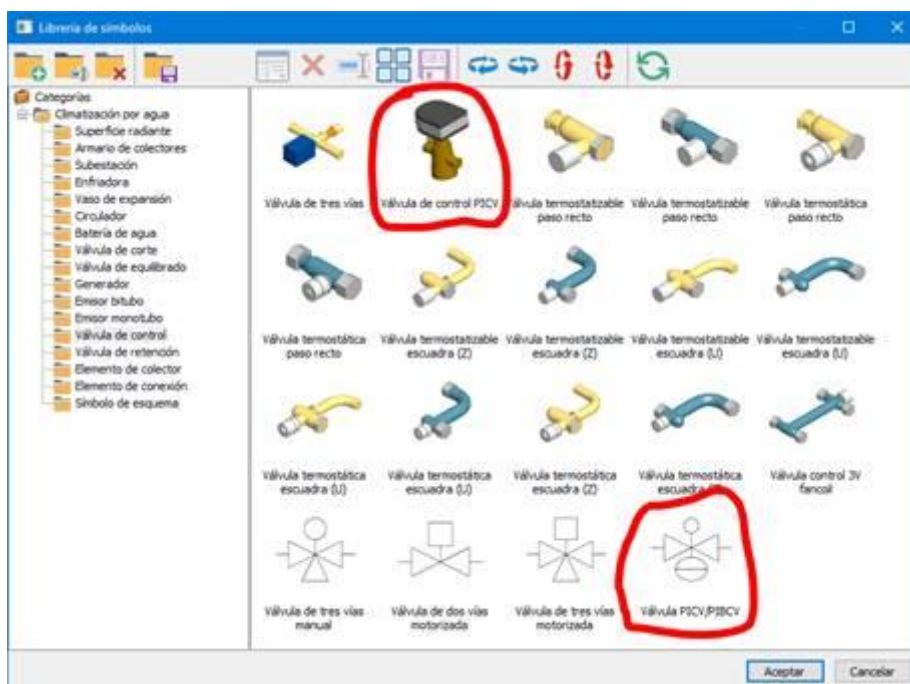 Librería de símbolos
Categorías
Climatización por agua
Superficie radiante
Armario de colectores
Subestación
Enfriadora
Vaso de expansión
Circulador
Batería de agua
Válvula de corte
Válvula de equilibrado
Generador
Emisor bitubo
Emisor monotubo
Válvula de control
Válvula de retención
Elemento de colector
Elemento de conexión
Símbolo de esquema
Válvula de tres vías
Válvula de control PICV
Válvula termostatizable
paso recto
Válvula termostatizable
paso recto
Válvula termostática
paso recto
Válvula termostática
paso recto
Válvula termostatizable
escuadra (Z)
Válvula termostatizable
escuadra (Z)
Válvula termostatizable
escuadra (U)
Válvula termostatizable
escuadra (U)
Válvula termostática
escuadra (U)
Válvula termostática
escuadra (U)
Válvula termostática
escuadra (Z)
Válvula termostática
escuadra
Válvula control 3V
fancoil
Válvula de tres vías
manual
Válvula de dos vías
motorizada
Válvula de tres vías
motorizada
Válvula PICV/PIBCV
Aceptar
Cancelar